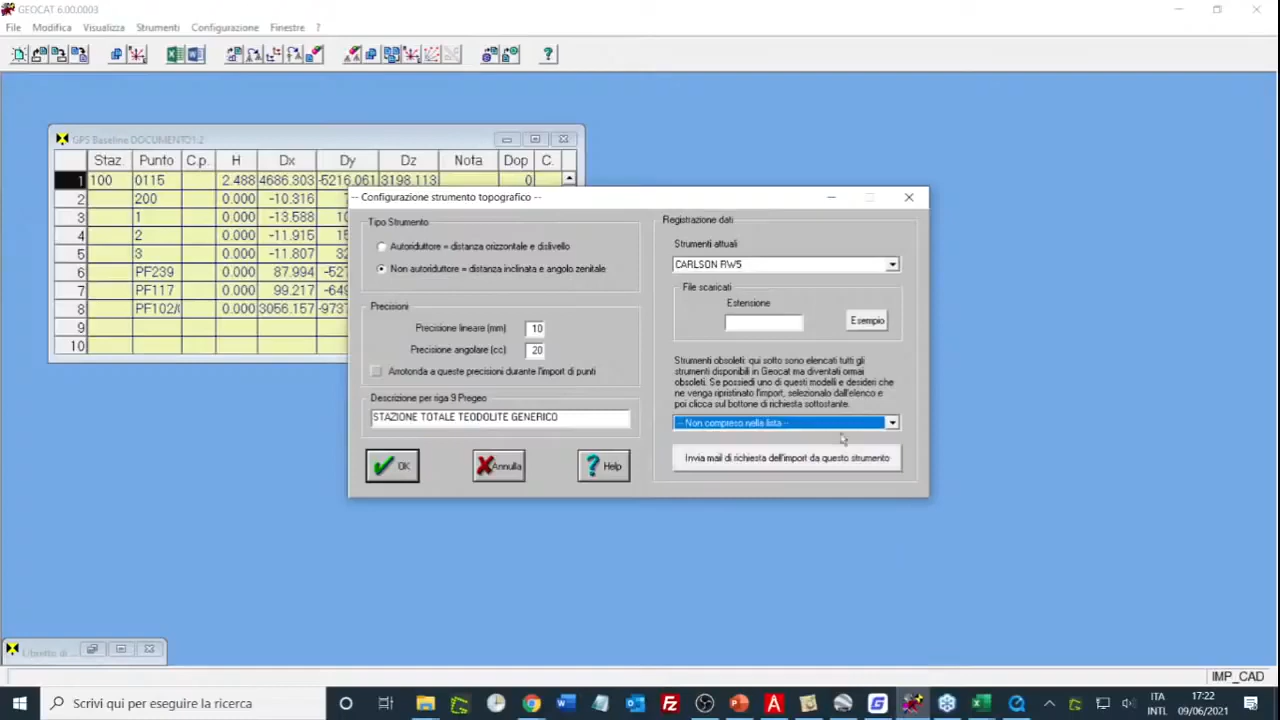 GEOCAT 6.00.0003
File Modifica Visualizza Strumenti Configurazione Finestre ?
GPS Baseline DOCUMENTO1:2
Staz Punto C.p. H Dx Dy Dz Nota Dop C.
1 100 0115 2.488 4686.303 -5216.061 3198.113 0
2 200 0.000 -10.316
3 1 0.000 -13.588
4 2 0.000 -11.915
5 3 0.000 -11.807
6 PF239 0.000 87.994
7 PF117 0.000 99.217
8 PF102/ 0.000 3056.157
9
10
-- Configurazione strumento topografico --
Tipo Strumento
Autoriduttore = distanza orizzontale e dislivello
Non autoriduttore = distanza inclinata e angolo zenitale
Precisioni
Precisione lineare (mm) 10
Precisione angolare (cc) 20
Arrotonda a queste precisioni durante l'import di punti
Descrizione per riga 9 Pregeo
STAZIONE TOTALE TEODOLITE GENERICO
OK Annulla Help
Registrazione dati
Strumenti attuali
CARLSON RW5
File scaricati
Estensione
Esempio
Strumenti obsoleti: qui sotto sono elencati tutti gli
strumenti disponibili in Geocat ma diventati ormai
obsoleti. Se possiedi uno di questi modelli e desideri che
ne venga ripristinato l'import, selezionalo dall'elenco e
poi clicca sul bottone di richiesta sottostante.
-- Non compreso nella lista --
Invia mail di richiesta dell'import da questo strumento
Libretto di ...
IMP_CAD
Scrivi qui per eseguire la ricerca
ITA
INTL
17:22
09/06/2021